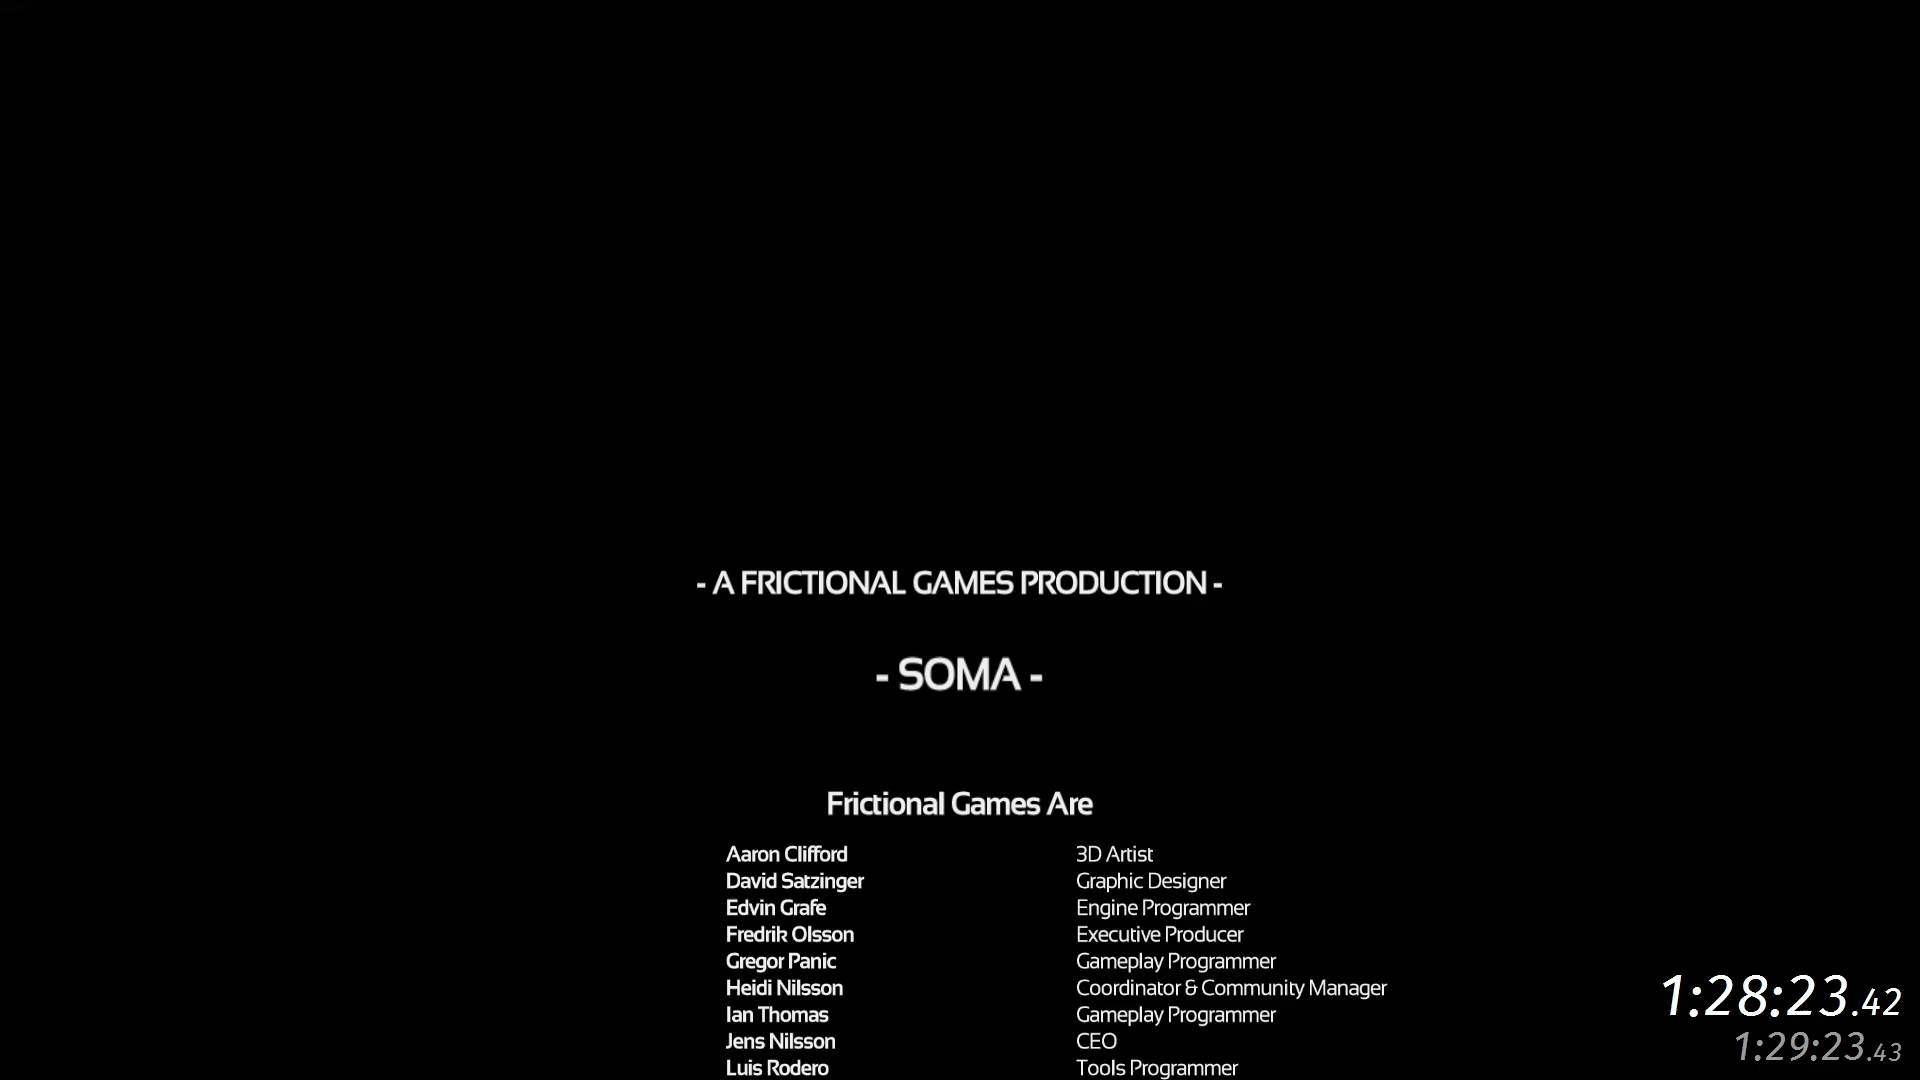 - A FRICTIONAL GAMES PRODUCTION -
- SOMA -
Frictional Games Are
Aaron Clifford 3D Artist
David Satzinger Graphic Designer
Edvin Grafe Engine Programmer
Fredrik Olsson Executive Producer
Gregor Panic Gameplay Programmer
Heidi Nilsson Coordinator & Community Manager
Ian Thomas Gameplay Programmer
Jens Nilsson CEO
Luis Rodero Tools Programmer
1:28:23.42
1:29:23.43